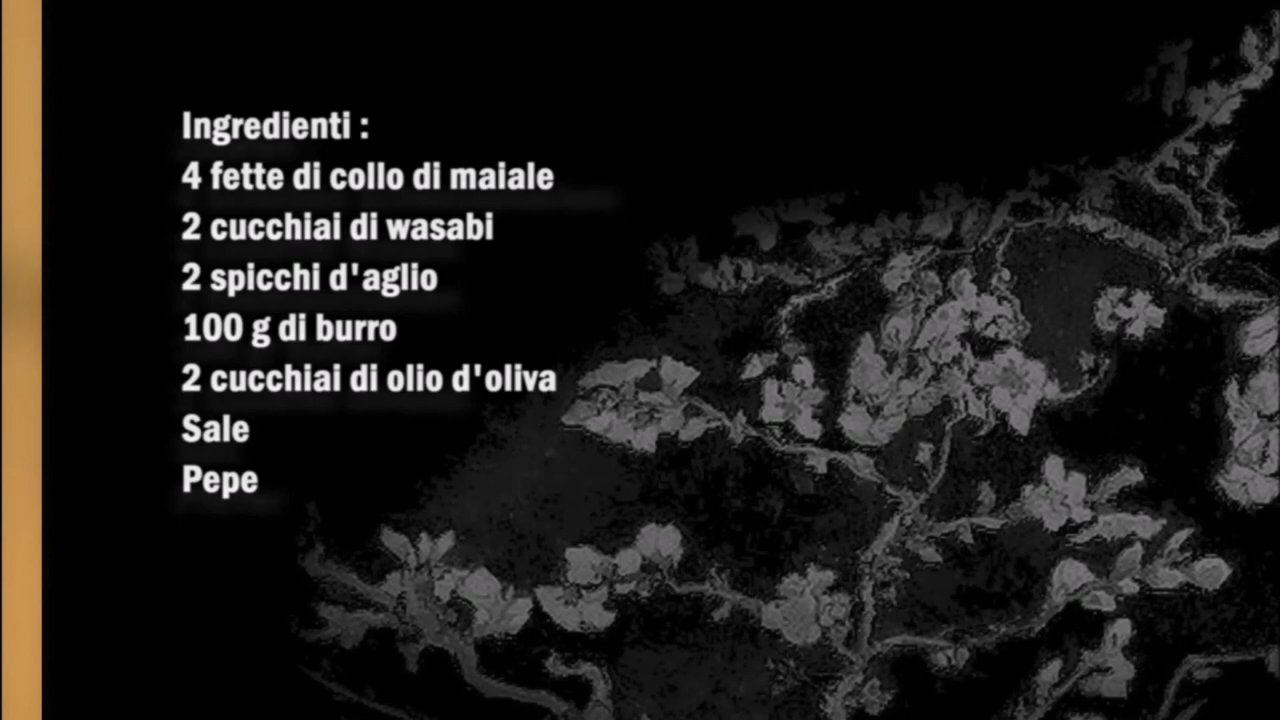 Ingredienti :
4 fette di collo di maiale
2 cucchiai di wasabi
2 spicchi d'aglio
100 g di burro
2 cucchiai di olio d'oliva
Sale
Pepe